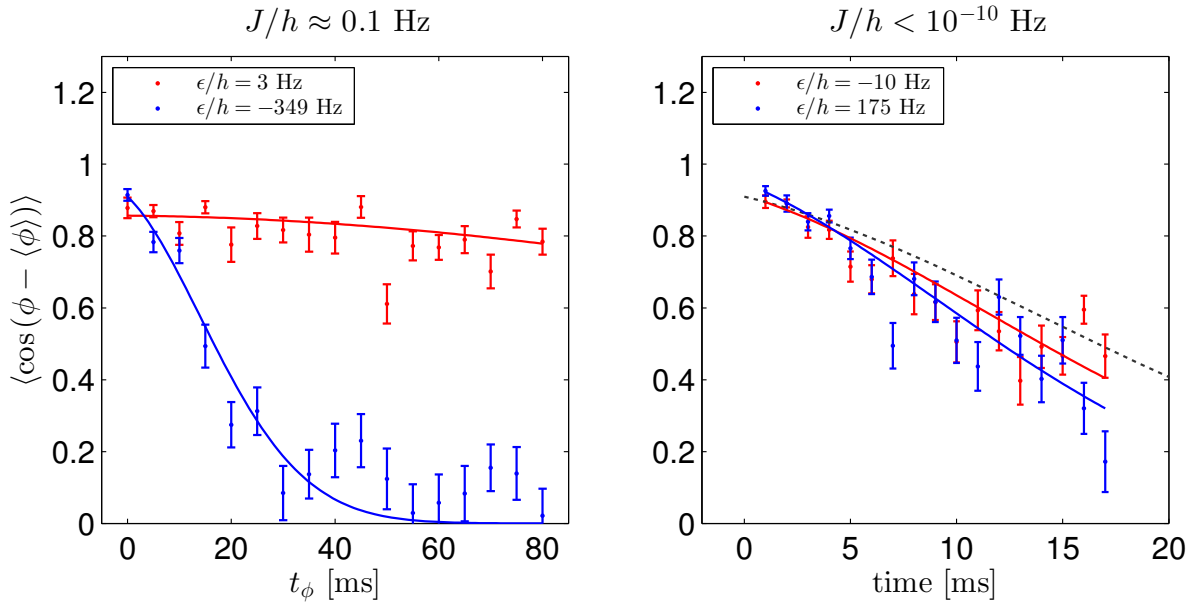 J/h ≈ 0.1 Hz
ϵ/h = 3 Hz
ϵ/h = −349 Hz
⟨cos (ϕ − ⟨ϕ⟩)⟩
1.2
1
0.8
0.6
0.4
0.2
0
0 20 40 60 80
t_ϕ [ms]
J/h < 10⁻¹⁰ Hz
ϵ/h = −10 Hz
ϵ/h = 175 Hz
1.2
1
0.8
0.6
0.4
0.2
0
0 5 10 15 20
time [ms]